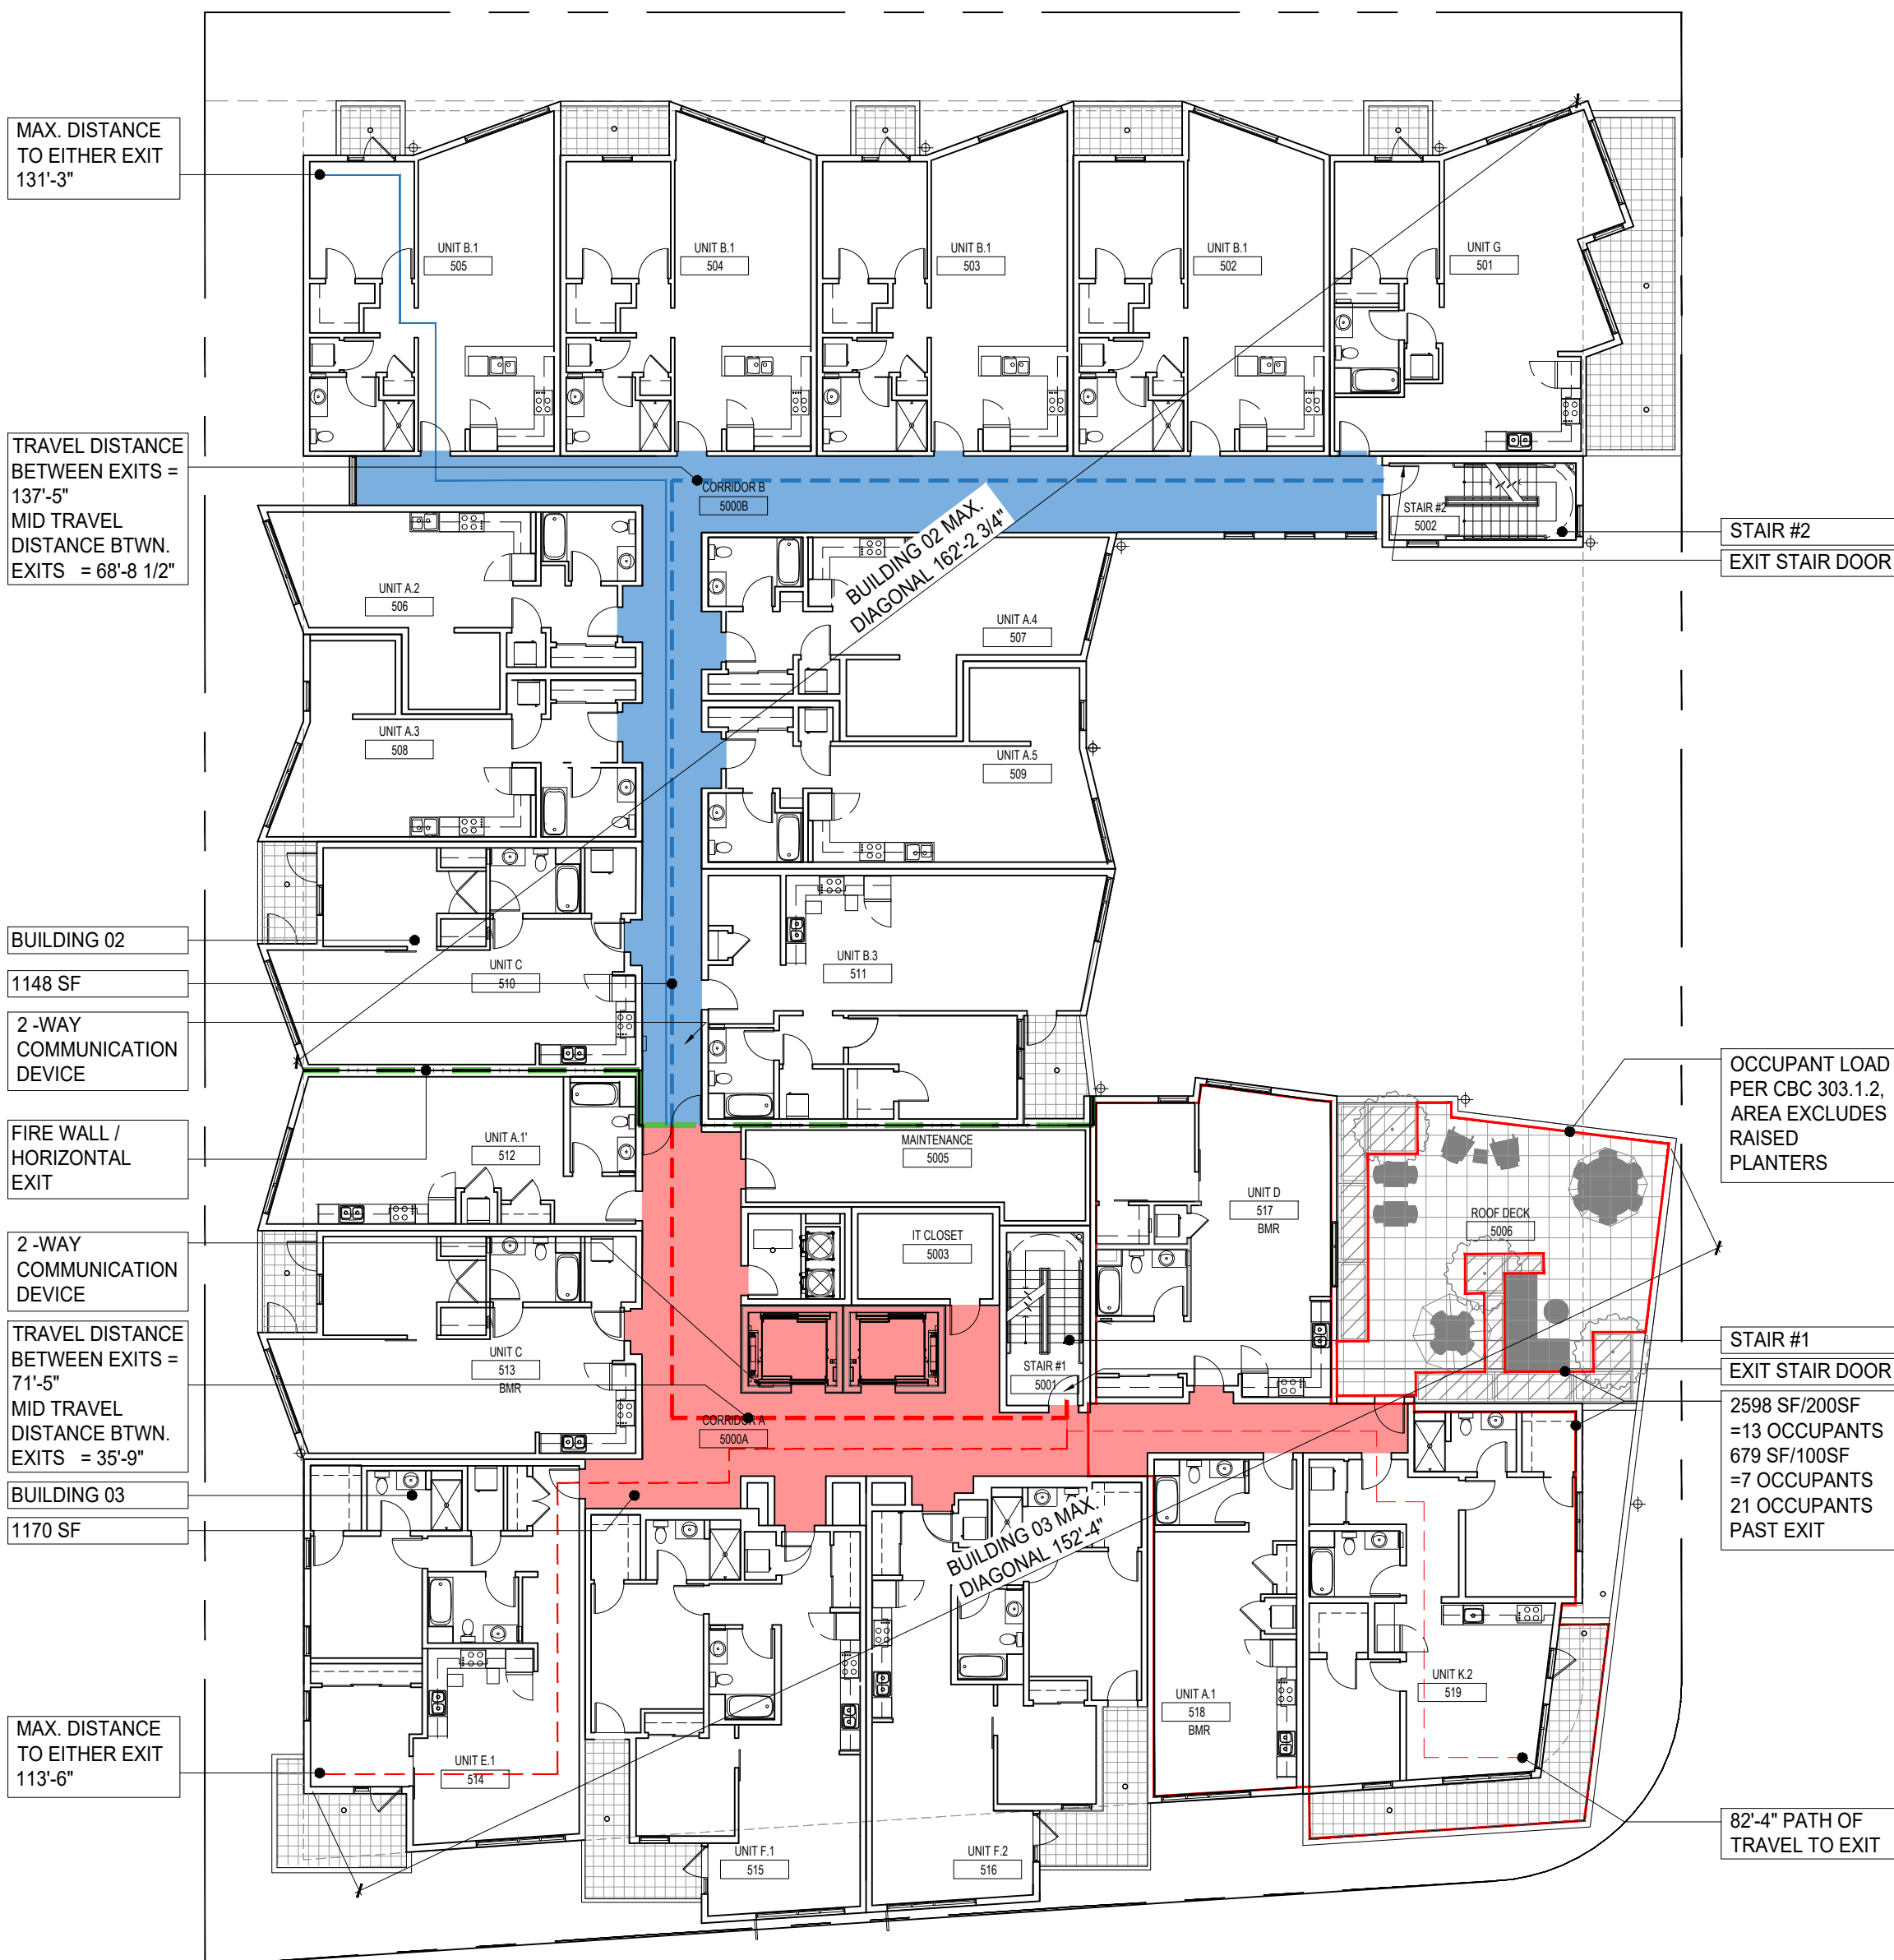 MAX. DISTANCE
TO EITHER EXIT
131'-3"
TRAVEL DISTANCE
BETWEEN EXITS =
137'-5"
MID TRAVEL
DISTANCE BTWN.
EXITS = 68'-8 1/2"
BUILDING 02
1148 SF
2 -WAY
COMMUNICATION
DEVICE
FIRE WALL /
HORIZONTAL
EXIT
2 -WAY
COMMUNICATION
DEVICE
TRAVEL DISTANCE
BETWEEN EXITS =
71'-5"
MID TRAVEL
DISTANCE BTWN.
EXITS = 35'-9"
BUILDING 03
1170 SF
MAX. DISTANCE
TO EITHER EXIT
113'-6"
UNIT B.1
505
UNIT B.1
504
UNIT B.1
503
UNIT B.1
502
UNIT G
501
CORRIDOR B
5000B
STAIR #2
5002
BUILDING 02 MAX.
DIAGONAL 162'-2 3/4"
UNIT A.2
506
UNIT A.4
507
UNIT A.3
508
UNIT A.5
509
UNIT C
510
UNIT B.3
511
UNIT A.1'
512
MAINTENANCE
5005
UNIT D
517
BMR
ROOF DECK
5006
IT CLOSET
5003
UNIT C
513
BMR
STAIR #1
5001
CORRIDOR A
5000A
BUILDING 03 MAX.
DIAGONAL 152'-4"
UNIT E.1
514
UNIT F.1
515
UNIT F.2
516
UNIT A.1
518
BMR
UNIT K.2
519
STAIR #2
EXIT STAIR DOOR
OCCUPANT LOAD
PER CBC 303.1.2,
AREA EXCLUDES
RAISED
PLANTERS
STAIR #1
EXIT STAIR DOOR
2598 SF/200SF
=13 OCCUPANTS
679 SF/100SF
=7 OCCUPANTS
21 OCCUPANTS
PAST EXIT
82'-4" PATH OF
TRAVEL TO EXIT